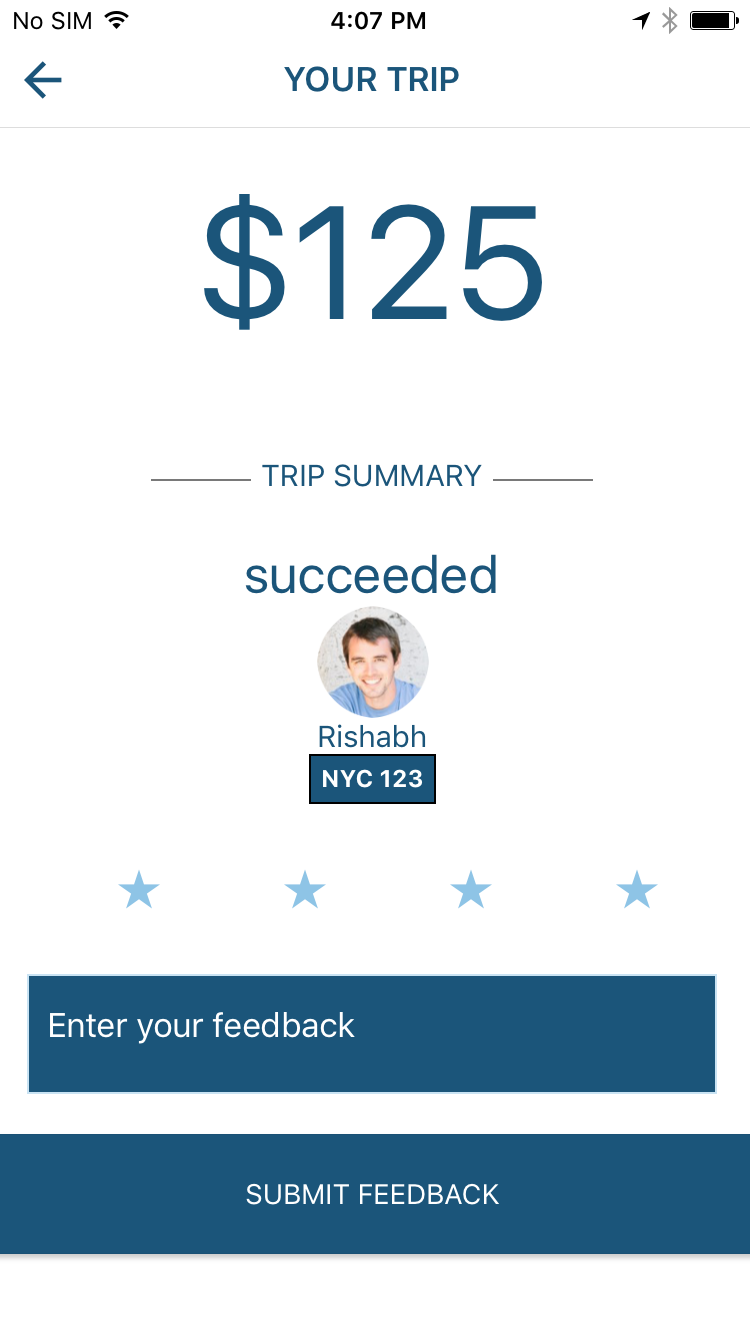 No SIM 4:07 PM
YOUR TRIP
$125
TRIP SUMMARY
succeeded
Rishabh
NYC 123
Enter your feedback
SUBMIT FEEDBACK